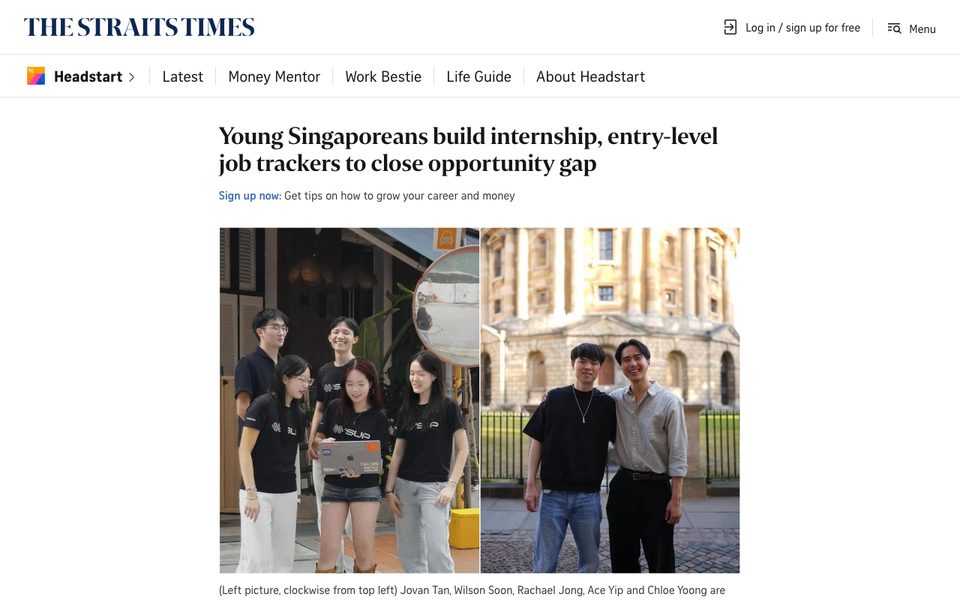 THE STRAITS TIMES
Log in / sign up for free
Menu
Headstart
Latest
Money Mentor
Work Bestie
Life Guide
About Headstart
Young Singaporeans build internship, entry-level
job trackers to close opportunity gap
Sign up now: Get tips on how to grow your career and money
(Left picture, clockwise from top left) Jovan Tan, Wilson Soon, Rachael Jong, Ace Yip and Chloe Yoong are